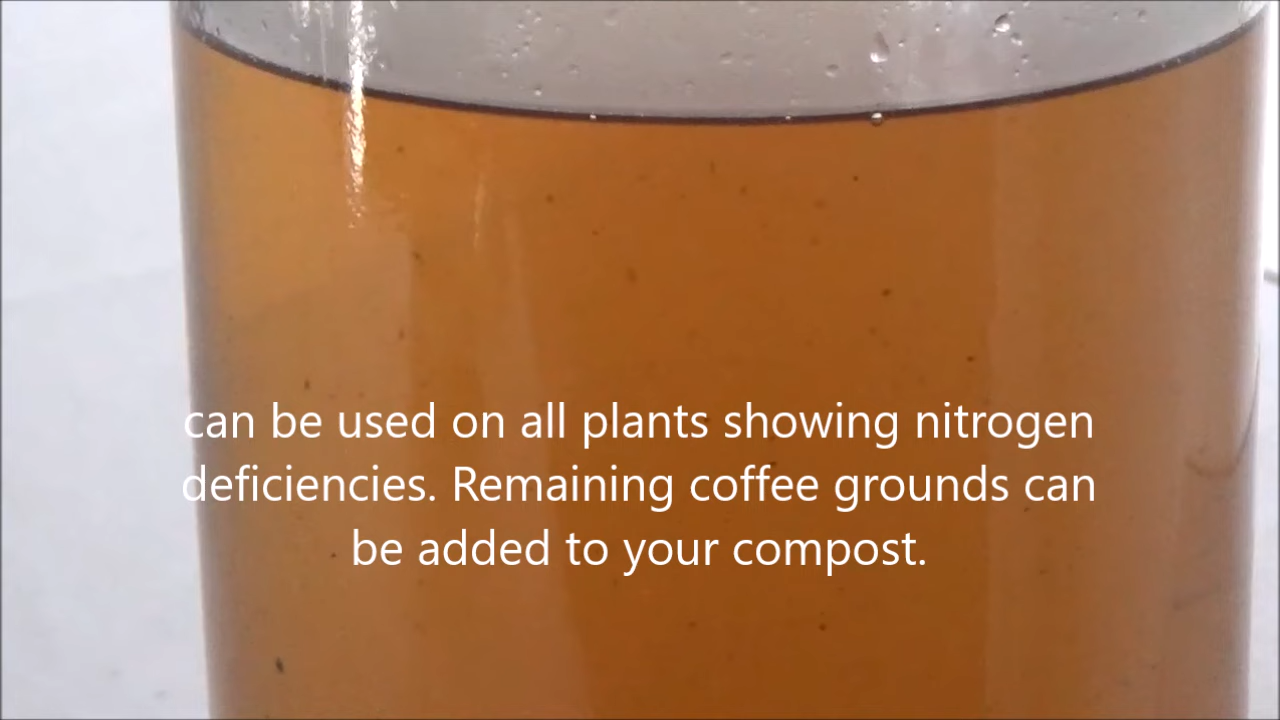 can be used on all plants showing nitrogen
deficiencies. Remaining coffee grounds can
be added to your compost.